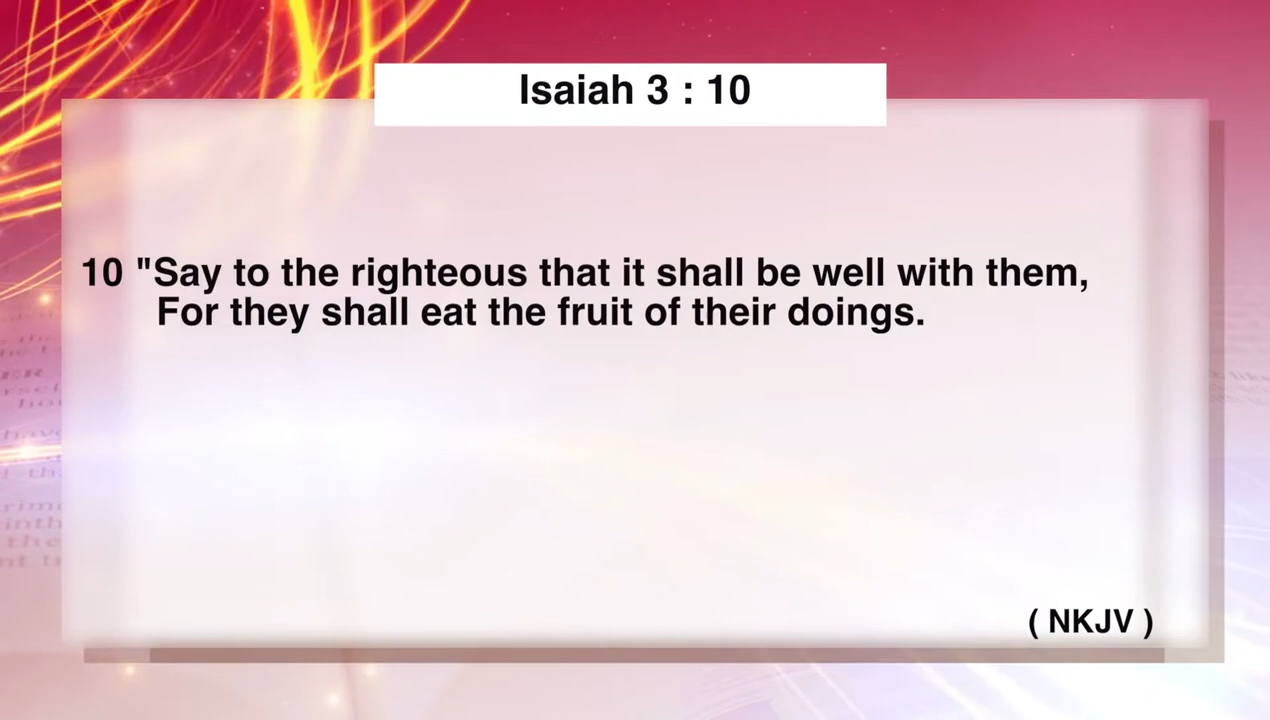 Isaiah 3 : 10
10 "Say to the righteous that it shall be well with them,
For they shall eat the fruit of their doings.
( NKJV )